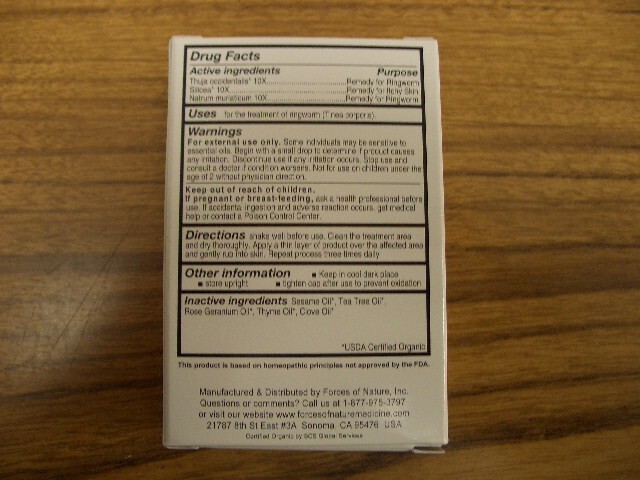 Drug Facts
Active ingredients Purpose
Thuja occidentalis* 10X..............................Remedy for Ringworm
Silicea* 10X..............................Remedy for Itchy Skin
Natrum muriaticum 10X..............................Remedy for Ringworm
Uses for the treatment of ringworm (Tinea corporis).
Warnings
For external use only. Some individuals may be sensitive to
essential oils. Begin with a small drop to determine if product causes
any irritation. Discontinue use if any irritation occurs. Stop use and
consult a doctor if condition worsens. Not for use on children under the
age of 2 without physician direction.
Keep out of reach of children.
If pregnant or breast-feeding, ask a health professional before
use. If accidental ingestion and adverse reaction occurs, get medical
help or contact a Poison Control Center.
Directions shake well before use. Clean the treatment area
and dry thoroughly. Apply a thin layer of product over the affected area
and gently rub into skin. Repeat process three times daily
Other information ■ Keep in cool dark place
■ store upright ■ tighten cap after use to prevent oxidation
Inactive ingredients Sesame Oil*, Tea Tree Oil*,
Rose Geranium Oil*, Thyme Oil*, Clove Oil*
*USDA Certified Organic
This product is based on homeopathic principles not approved by the FDA.
Manufactured & Distributed by Forces of Nature, Inc.
Questions or comments? Call us at 1-877-975-3797
or visit our website www.forcesofnaturemedicine.com
21787 8th St East #3A Sonoma, CA 95476 USA
Certified Organic by SCS Global Services